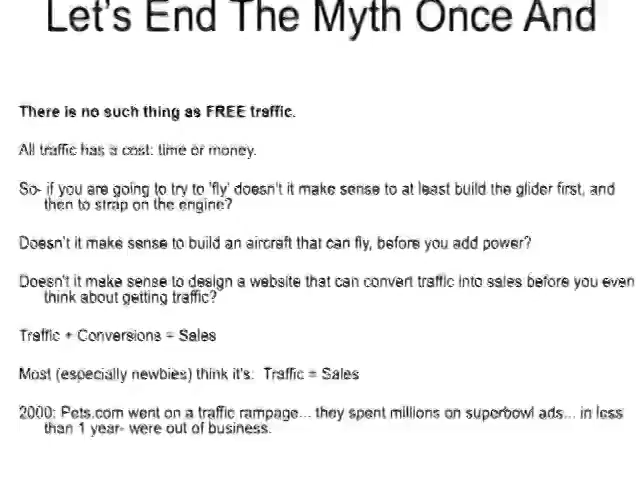 Let's End The Myth Once And
There is no such thing as FREE traffic.
All traffic has a cost: time or money.
So- if you are going to try to 'fly' doesn't it make sense to at least build the glider first, and
then to strap on the engine?
Doesn't it make sense to build an aircraft that can fly, before you add power?
Doesn't it make sense to design a website that can convert traffic into sales before you even
think about getting traffic?
Traffic + Conversions = Sales
Most (especially newbies) think it's: Traffic = Sales
2000: Pets.com went on a traffic rampage... they spent millions on superbowl ads... in less
than 1 year- were out of business.